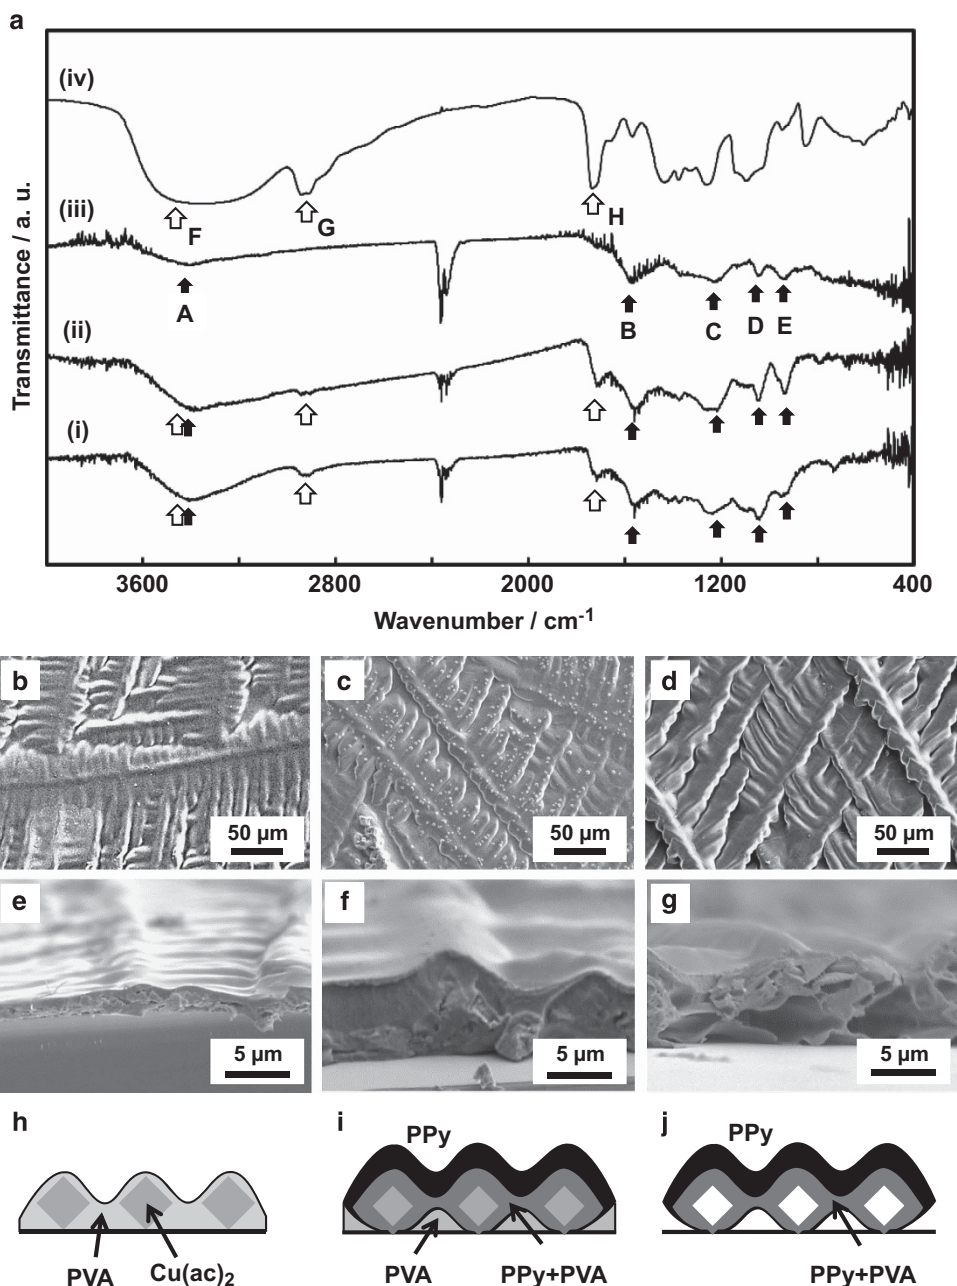 a
(iv)
(iii)
F
G
H
A
B
C
D
E
(ii)
(i)
Transmittance / a. u.
3600
2800
2000
1200
400
Wavenumber / cm-1
b
c
d
50 µm
50 µm
50 µm
e
f
g
5 µm
5 µm
5 µm
h
i
j
PPy
PPy
PVA
Cu(ac)2
PVA
PPy+PVA
PPy+PVA